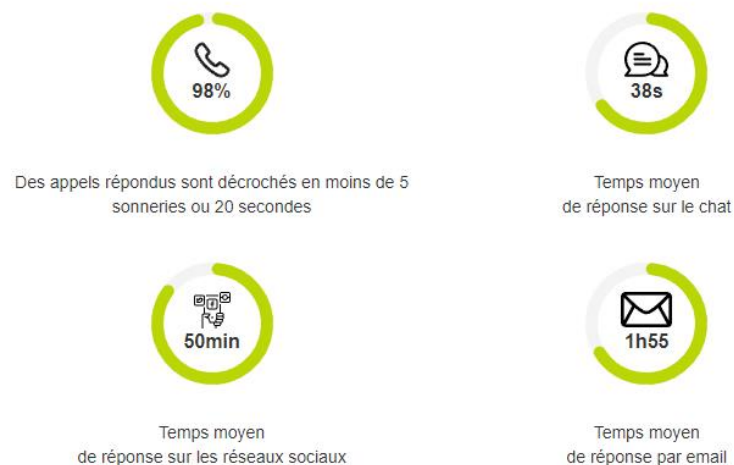 98%
38s
Des appels répondus sont décrochés en moins de 5
sonneries ou 20 secondes
Temps moyen
de réponse sur le chat
50min
1h55
Temps moyen
de réponse sur les réseaux sociaux
Temps moyen
de réponse par email